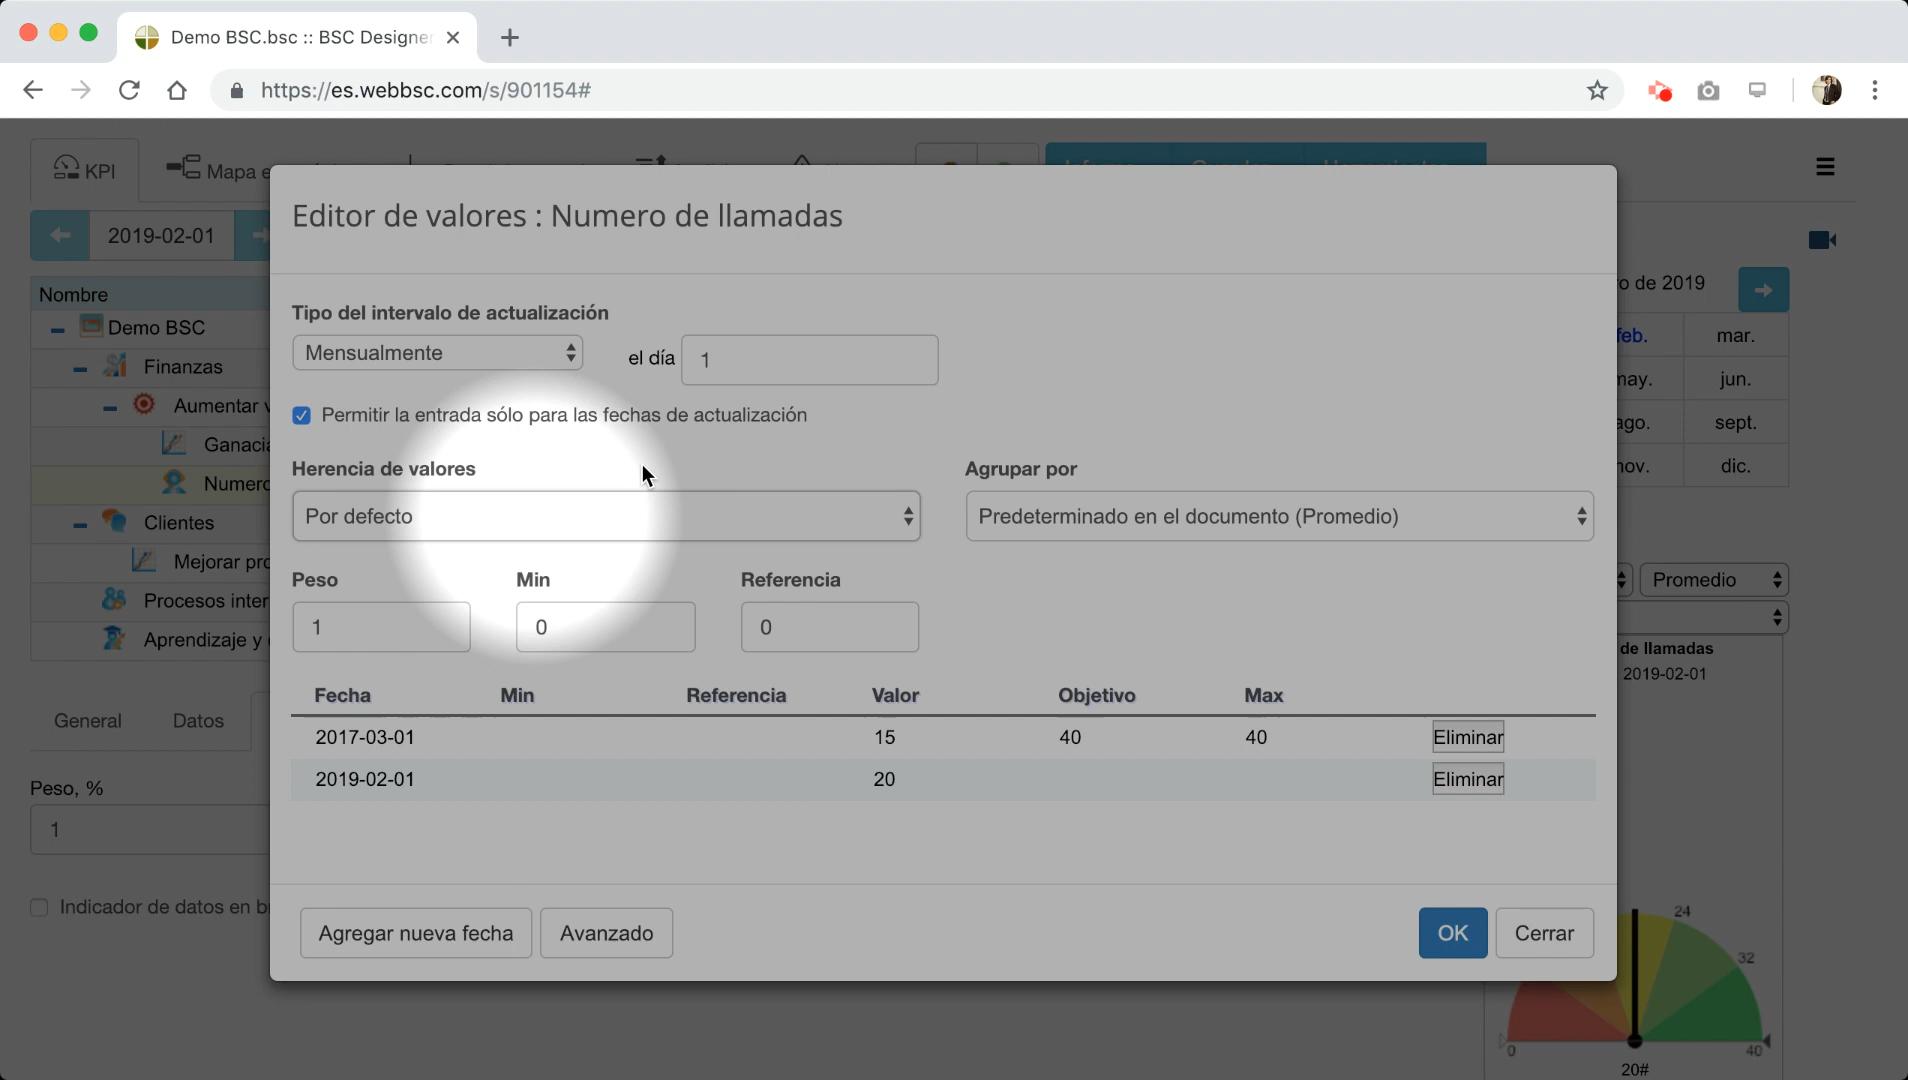 Demo BSC.bsc :: BSC Designer
https://es.webbsc.com/s/901154#
KPI
Mapa e
2019-02-01
Editor de valores : Numero de llamadas
o de 2019
Nombre
Demo BSC
Finanzas
Aumentar v
Ganacia
Numero
Clientes
Mejorar pro
Procesos inter
Aprendizaje y
Tipo del intervalo de actualización
Mensualmente
el día
1
Permitir la entrada sólo para las fechas de actualización
Herencia de valores
Agrupar por
Por defecto
Predeterminado en el documento (Promedio)
Peso
Min
Referencia
1
0
0
Fecha Min Referencia Valor Objetivo Max
2017-03-01 15 40 40 Eliminar
2019-02-01 20 Eliminar
Agregar nueva fecha
Avanzado
OK
Cerrar
feb. mar.
may. jun.
ago. sept.
nov. dic.
Promedio
de llamadas
2019-02-01
General
Datos
Peso, %
1
Indicador de datos en b
24
32
0
40
20#